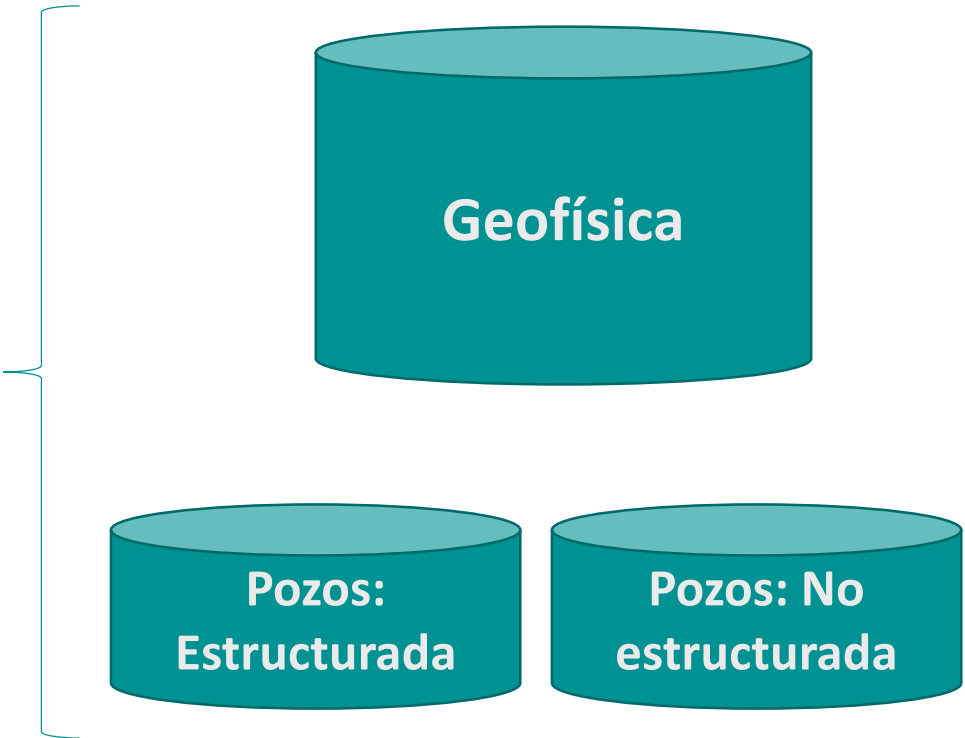 Geofísica
Pozos:
Estructurada
Pozos: No
estructurada